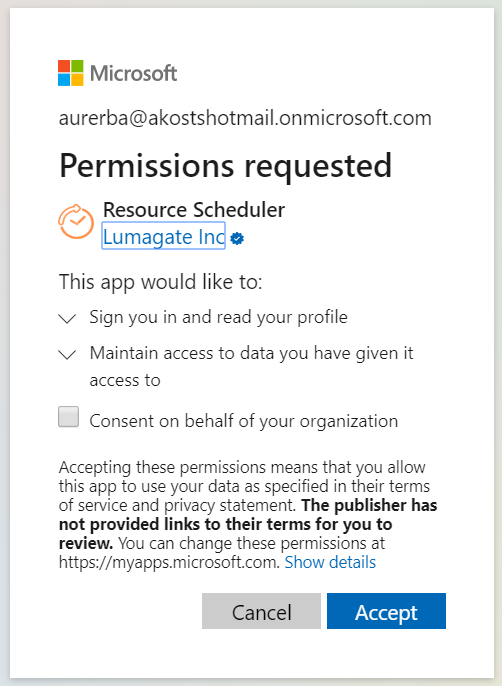 Microsoft
aurerba@akostshotmail.onmicrosoft.com
Permissions requested
Resource Scheduler
Lumagate Inc
This app would like to:
Sign you in and read your profile
Maintain access to data you have given it
access to
Consent on behalf of your organization
Accepting these permissions means that you allow
this app to use your data as specified in their terms
of service and privacy statement. The publisher has
not provided links to their terms for you to
review. You can change these permissions at
https://myapps.microsoft.com. Show details
Cancel Accept